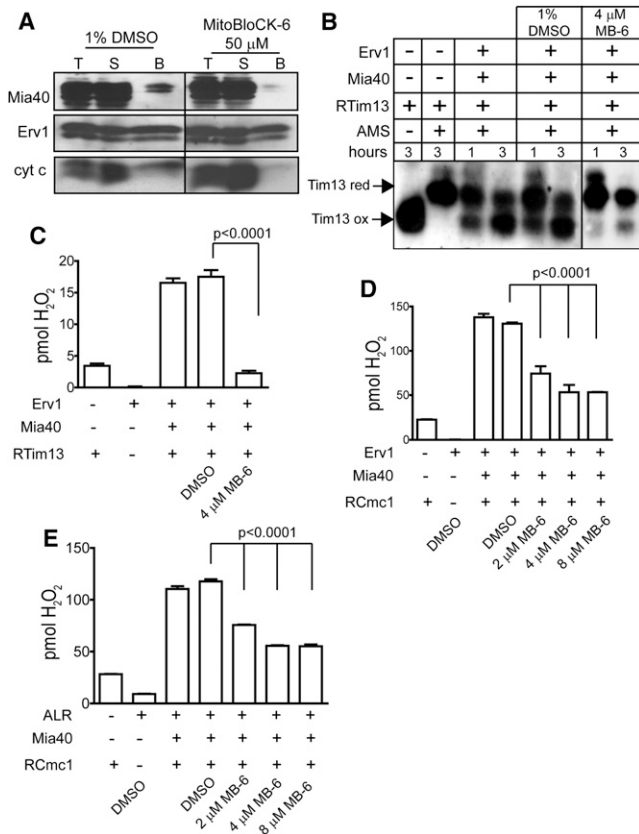 A
1% DMSO
MitoBloCK-6
50 µM
T S B T S B
Mia40
Erv1
cyt c
B
1%
DMSO
4 µM
MB-6
Erv1 – – + + +
Mia40 – – + + +
RTim13 + + + + +
AMS – + + + +
hours 3 3 1 3 1 3 1 3
Tim13 red
Tim13 ox
C
p<0.0001
20
15
10
5
0
pmol H₂O₂
Erv1 - + + + +
Mia40 - - + + +
RTim13 + - + + +
DMSO
4 µM MB-6
D
p<0.0001
150
100
50
0
pmol H₂O₂
Erv1 - + + + + + +
Mia40 - - + + + + +
RCmc1 + - + + + + +
DMSO
DMSO
2 µM MB-6
4 µM MB-6
8 µM MB-6
E
p<0.0001
150
100
50
0
pmol H₂O₂
ALR - + + + + + +
Mia40 - - + + + + +
RCmc1 + - + + + + +
DMSO
DMSO
2 µM MB-6
4 µM MB-6
8 µM MB-6